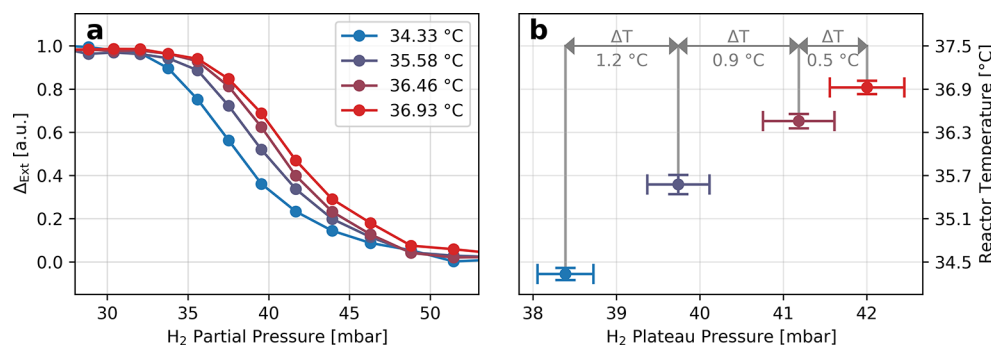 a
34.33 °C
35.58 °C
36.46 °C
36.93 °C
1.0
0.8
0.6
0.4
0.2
0.0
Δ_Ext [a.u.]
30 35 40 45 50
H₂ Partial Pressure [mbar]
b
ΔT ΔT ΔT
1.2 °C 0.9 °C 0.5 °C
37.5
36.9
36.3
35.7
35.1
34.5
Reactor Temperature [°C]
38 39 40 41 42
H₂ Plateau Pressure [mbar]